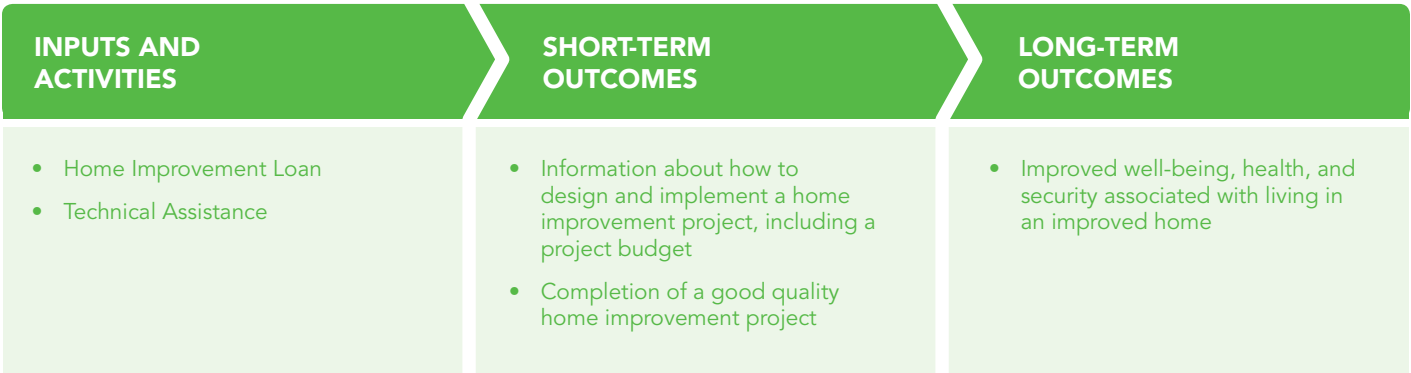 INPUTS AND
ACTIVITIES
SHORT-TERM
OUTCOMES
LONG-TERM
OUTCOMES
• Home Improvement Loan
• Technical Assistance
• Information about how to
design and implement a home
improvement project, including a
project budget
• Completion of a good quality
home improvement project
• Improved well-being, health, and
security associated with living in
an improved home